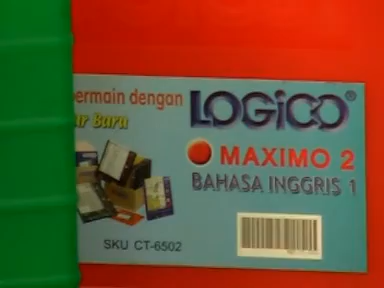 ermain dengan
ar Baru
LOGICO®
MAXIMO 2
BAHASA INGGRIS 1
SKU CT-6502